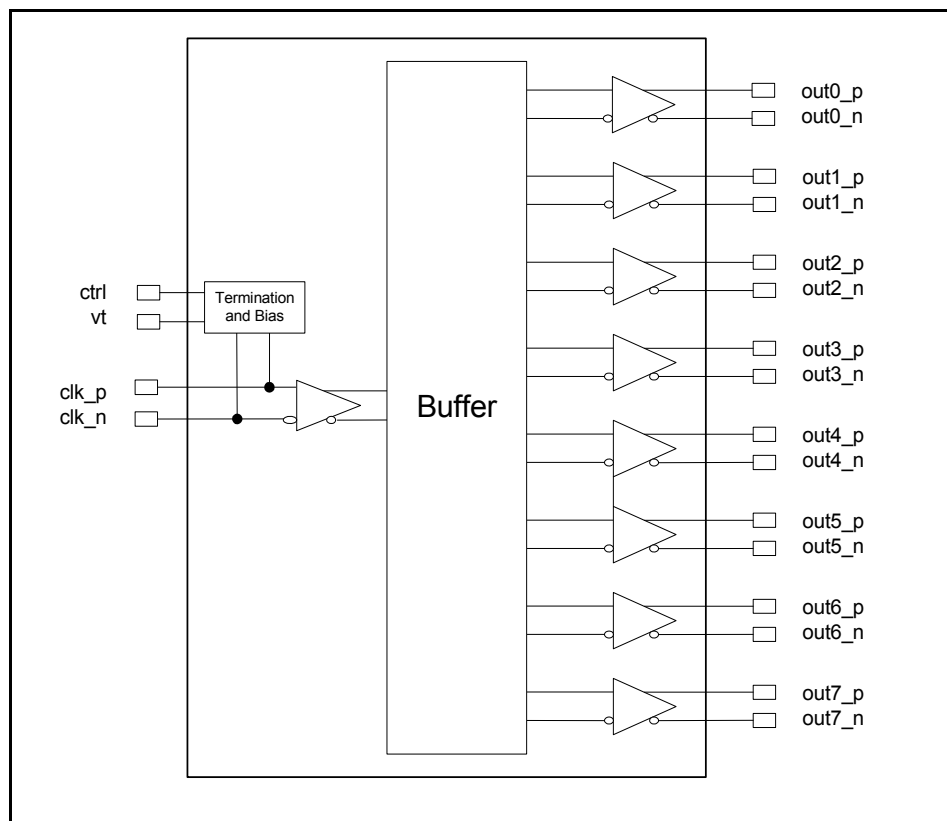 ctrl
vt
clk_p
clk_n
Termination
and Bias
Buffer
out0_p
out0_n
out1_p
out1_n
out2_p
out2_n
out3_p
out3_n
out4_p
out4_n
out5_p
out5_n
out6_p
out6_n
out7_p
out7_n